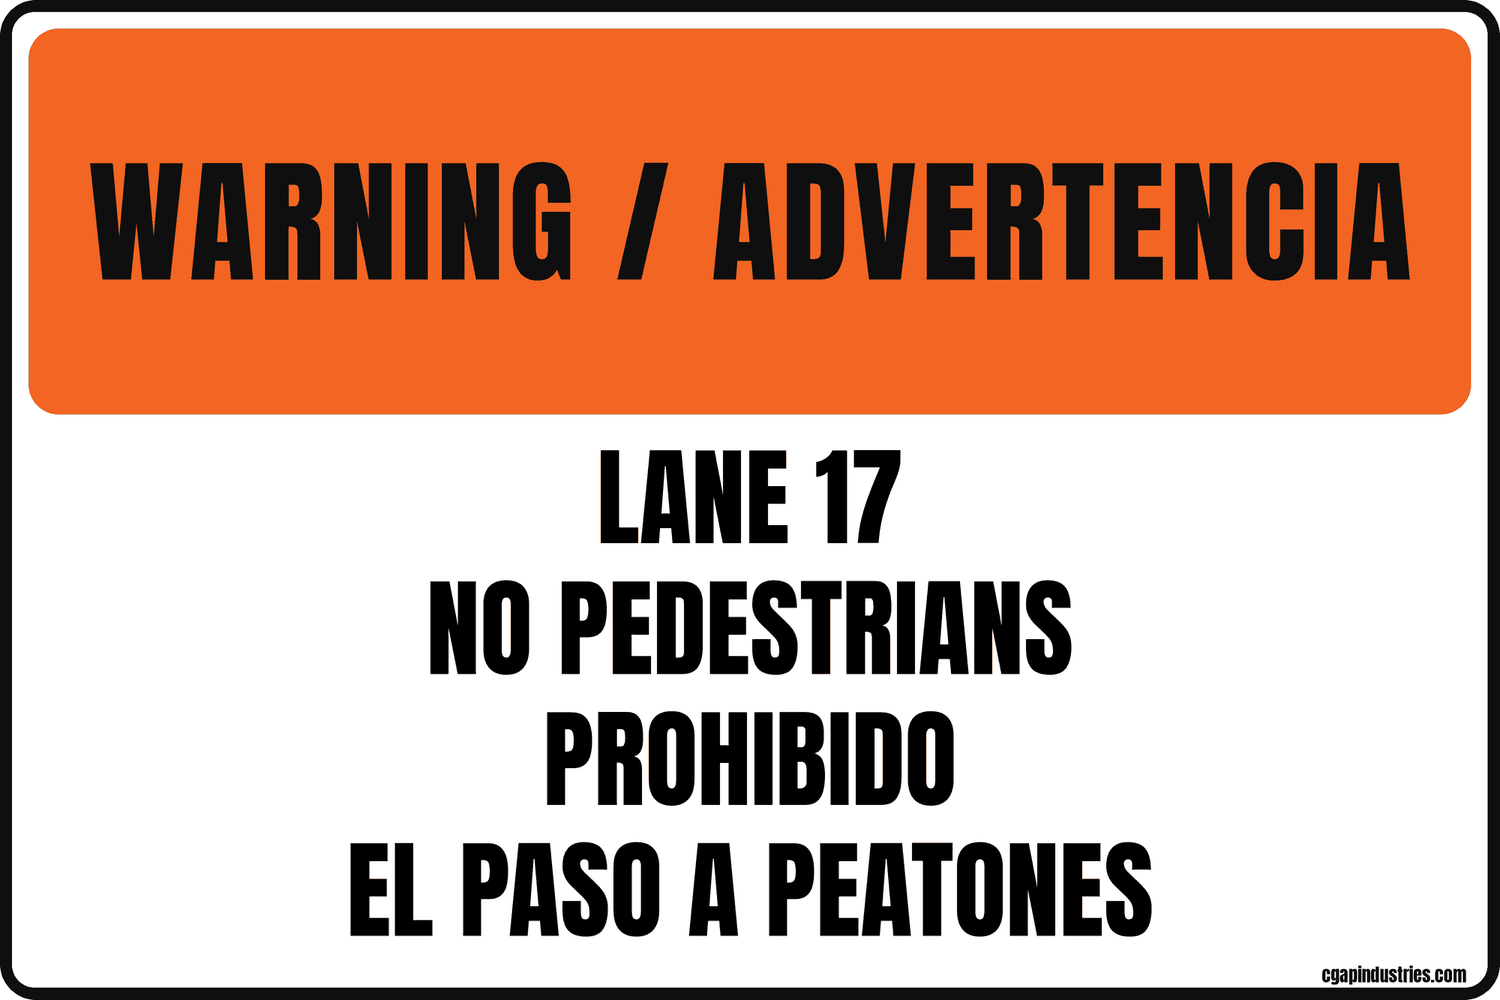 WARNING / ADVERTENCIA
LANE 17
NO PEDESTRIANS
PROHIBIDO
EL PASO A PEATONES
cgapindustries.com